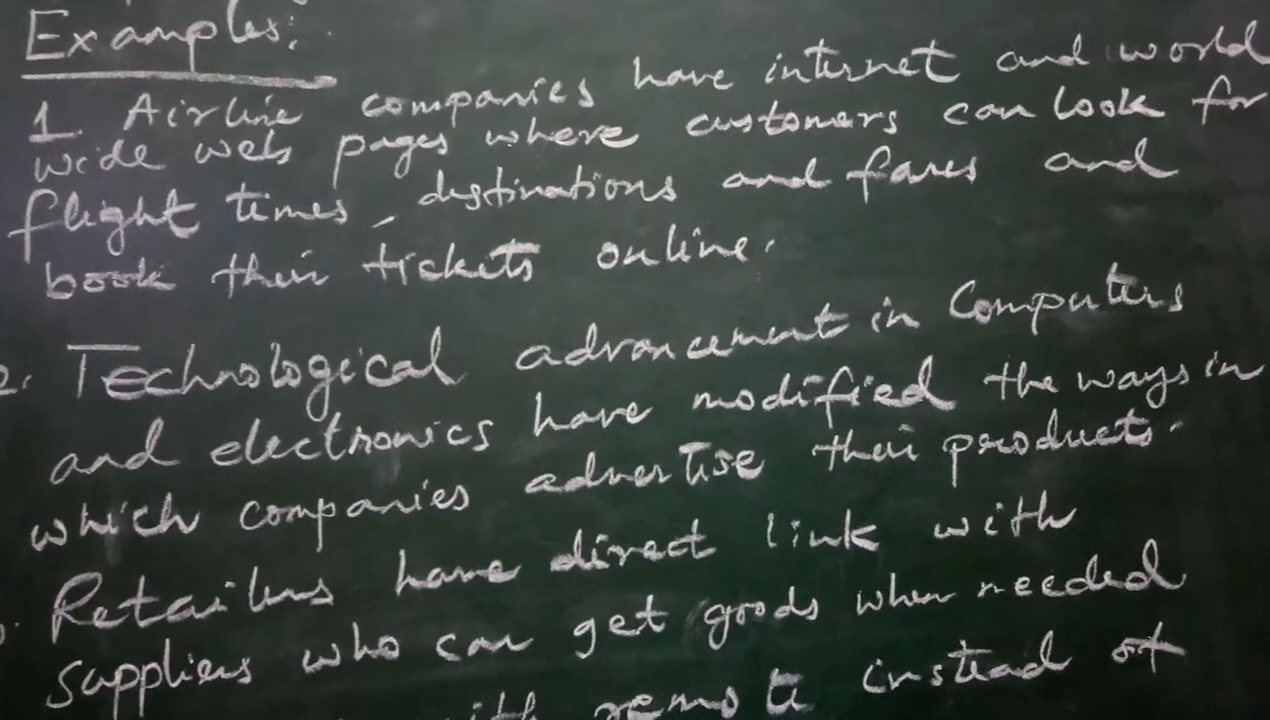 Examples:
1. Airline companies have internet and world
wide web pages where customers can look for
flight times, destinations and fares and
book their tickets online.
2. Technological advancement in Computers
and electronics have modified the ways in
which companies advertise their products.
Retailers have direct link with
suppliers who can get goods when needed
with remote instead of